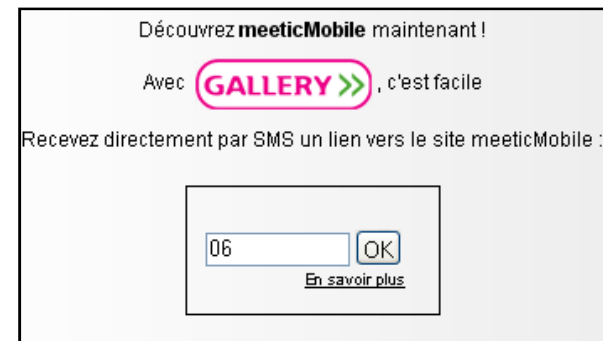 Découvrez meeticMobile maintenant !
Avec GALLERY >> , c'est facile
Recevez directement par SMS un lien vers le site meeticMobile :
06 OK
En savoir plus